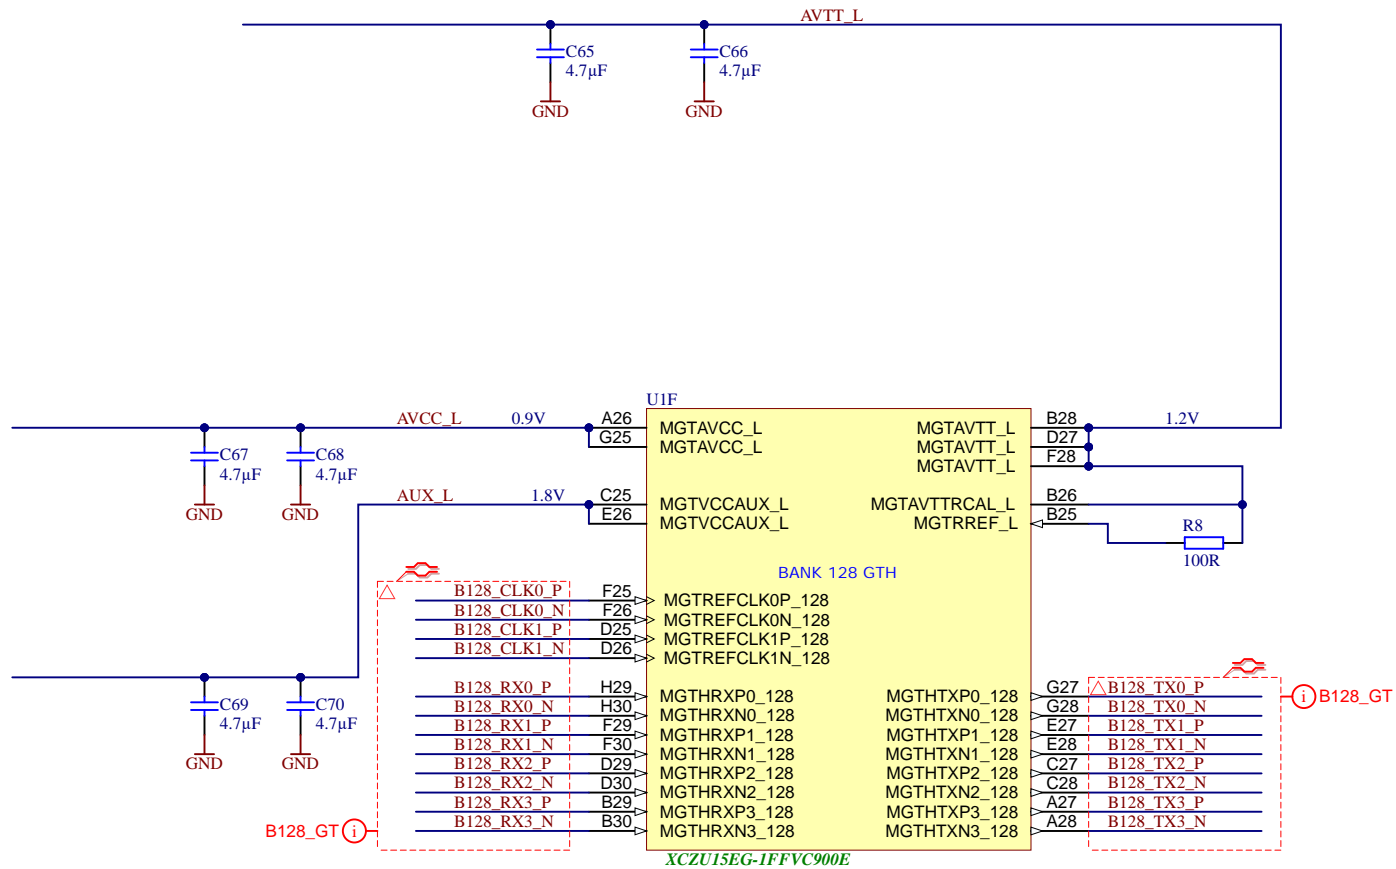 AVTT_L
C65
4.7µF
GND
C66
4.7µF
GND
U1F
AVCC_L 0.9V A26 MGTAVCC_L MGTAVTT_L B28 1.2V
G25 MGTAVCC_L MGTAVTT_L D27
MGTAVTT_L F28
C67
4.7µF
GND
C68
4.7µF
GND
AUX_L 1.8V C25 MGTVCCAUX_L MGTAVTTRCAL_L B26
E26 MGTVCCAUX_L MGTRREF_L B25
R8
100R
BANK 128 GTH
B128_CLK0_P F25 MGTREFCLK0P_128
B128_CLK0_N F26 MGTREFCLK0N_128
B128_CLK1_P D25 MGTREFCLK1P_128
B128_CLK1_N D26 MGTREFCLK1N_128
C69
4.7µF
GND
C70
4.7µF
GND
B128_RX0_P H29 MGTHRXP0_128 MGTHTXP0_128 G27 B128_TX0_P i B128_GT
B128_RX0_N H30 MGTHRXN0_128 MGTHTXN0_128 G28 B128_TX0_N
B128_RX1_P F29 MGTHRXP1_128 MGTHTXP1_128 E27 B128_TX1_P
B128_RX1_N F30 MGTHRXN1_128 MGTHTXN1_128 E28 B128_TX1_N
B128_RX2_P D29 MGTHRXP2_128 MGTHTXP2_128 C27 B128_TX2_P
B128_RX2_N D30 MGTHRXN2_128 MGTHTXN2_128 C28 B128_TX2_N
B128_RX3_P B29 MGTHRXP3_128 MGTHTXP3_128 A27 B128_TX3_P
B128_GT i B128_RX3_N B30 MGTHRXN3_128 MGTHTXN3_128 A28 B128_TX3_N
XCZU15EG-1FFVC900E